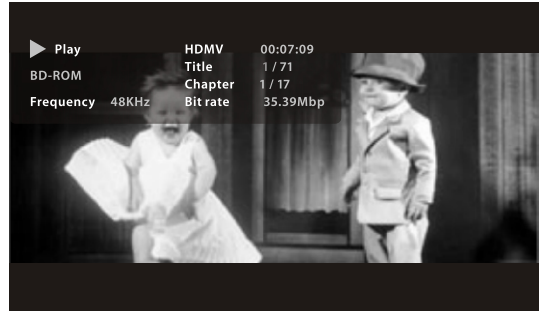 Play HDMV 00:07:09
BD-ROM Title 1 / 71
Chapter 1 / 17
Frequency 48KHz Bit rate 35.39Mbp